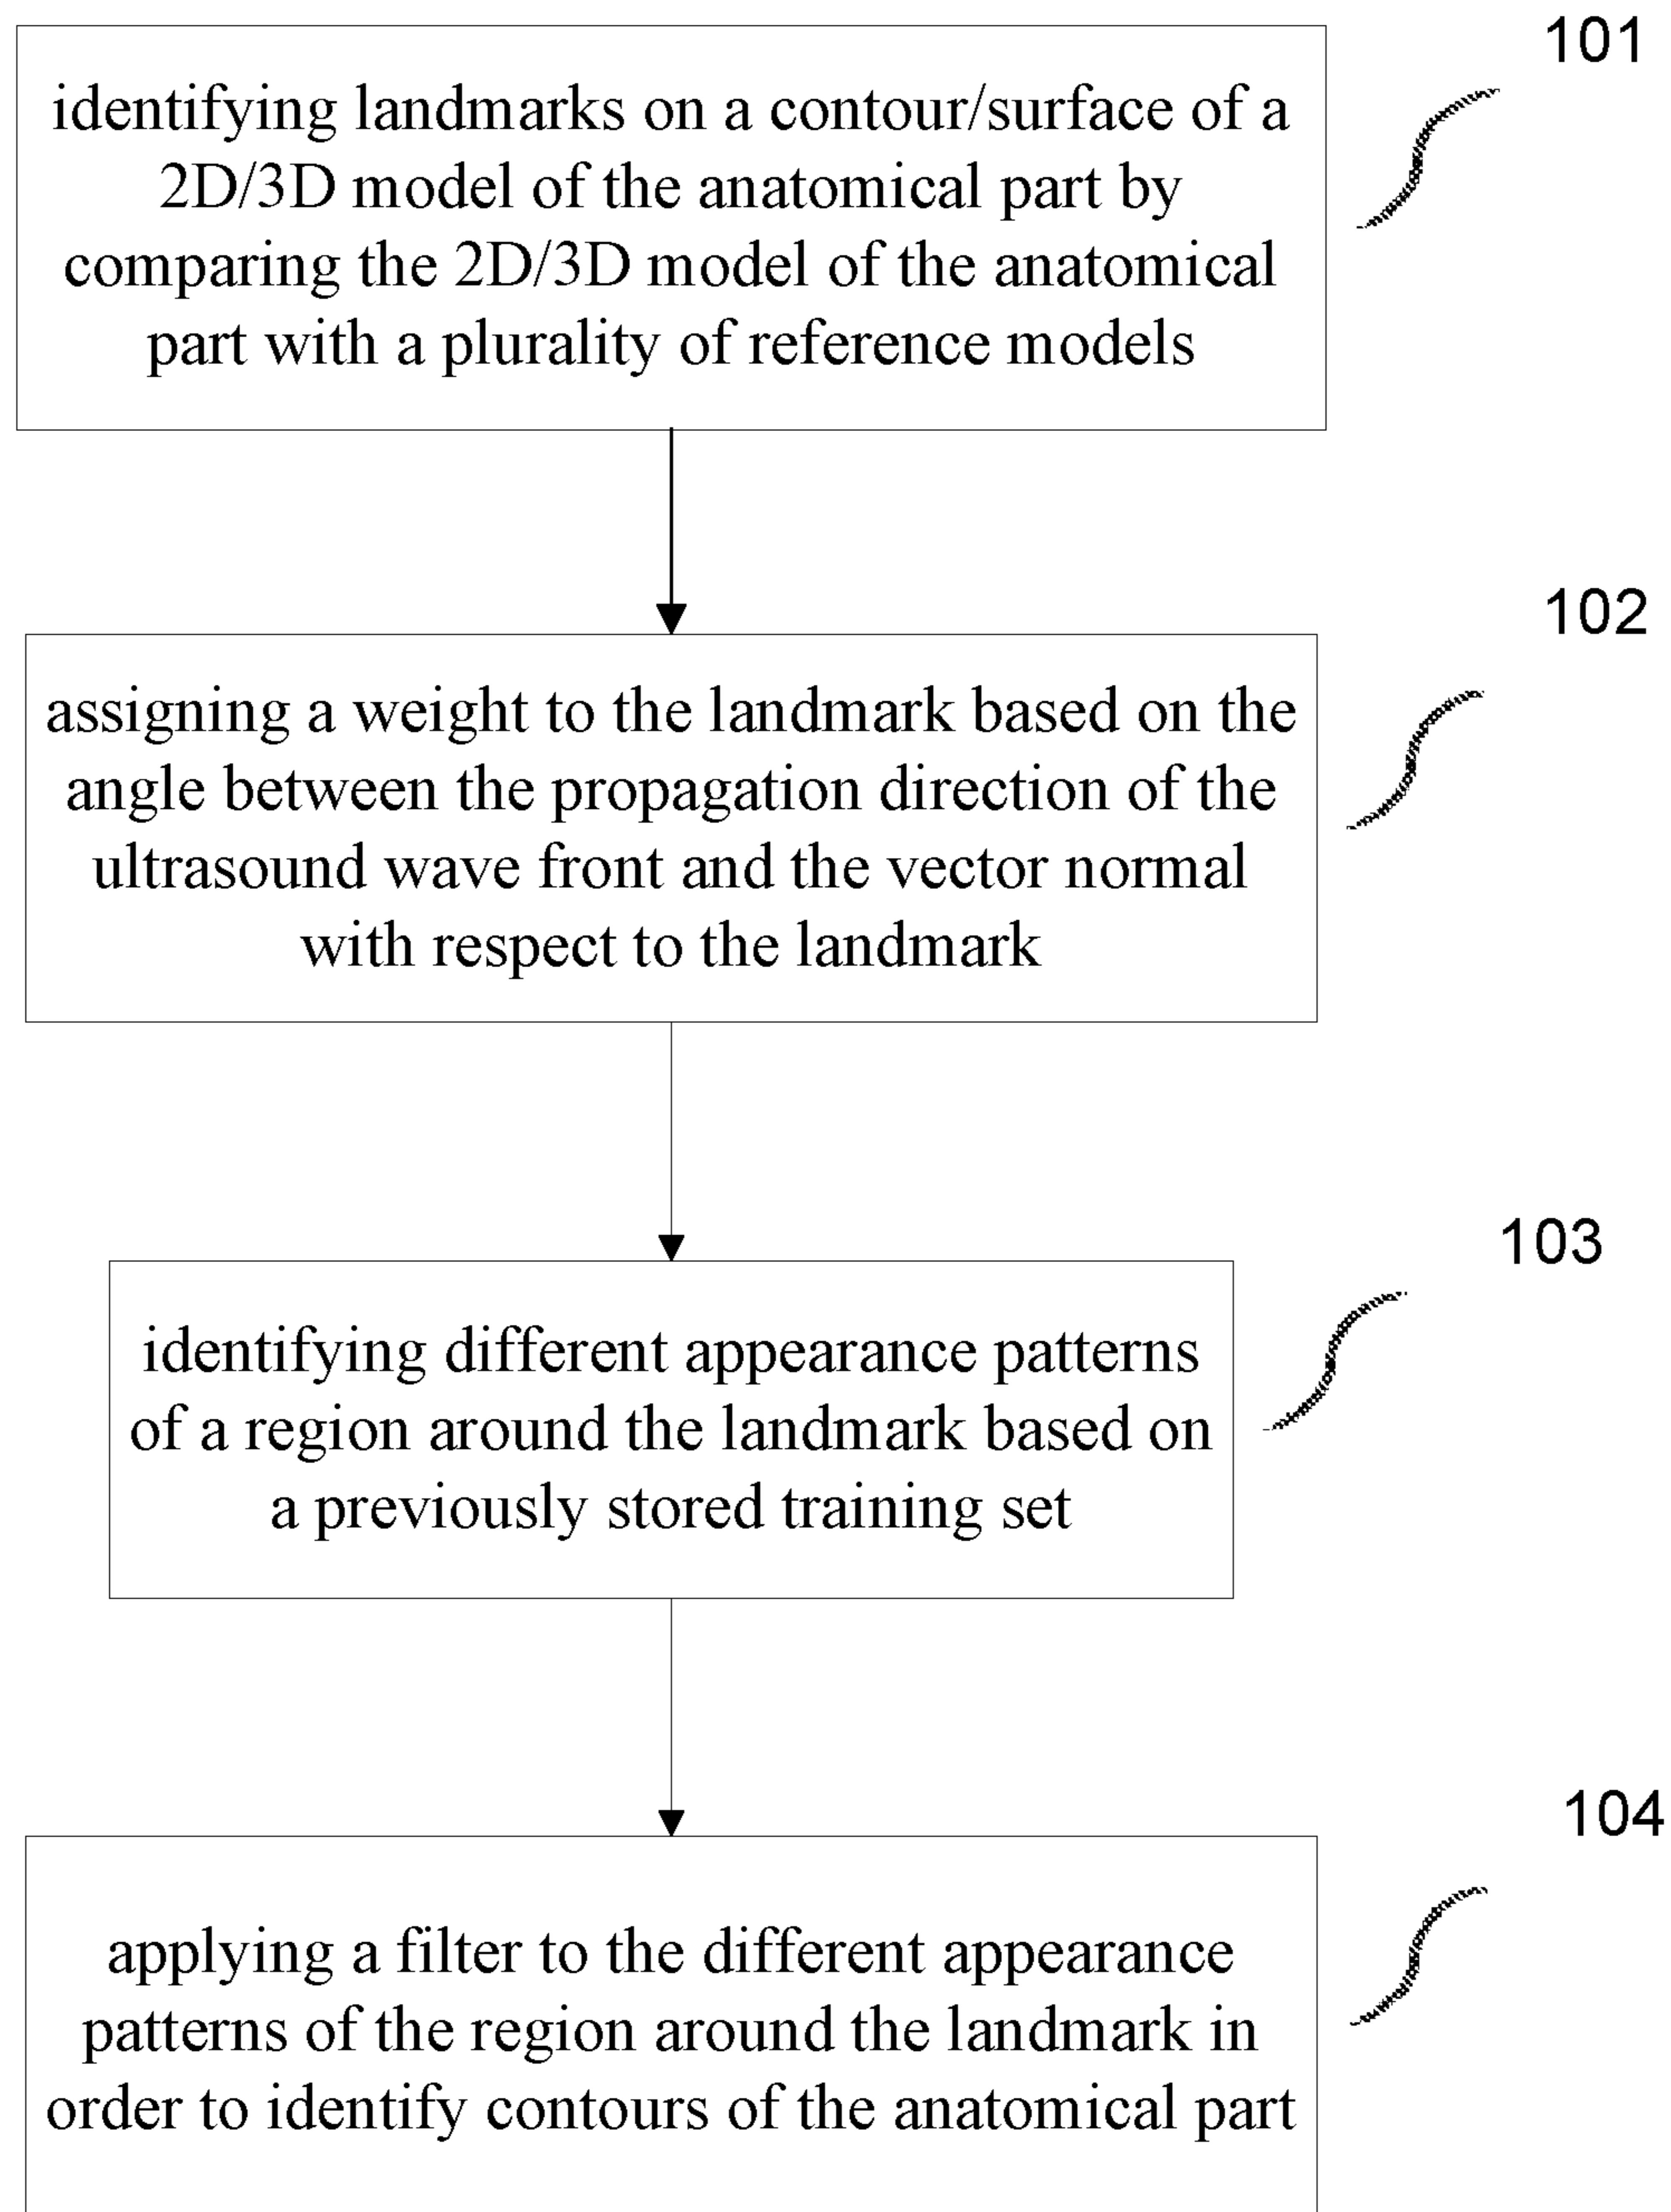 101
identifying landmarks on a contour/surface of a
2D/3D model of the anatomical part by
comparing the 2D/3D model of the anatomical
part with a plurality of reference models
102
assigning a weight to the landmark based on the
angle between the propagation direction of the
ultrasound wave front and the vector normal
with respect to the landmark
103
identifying different appearance patterns
of a region around the landmark based on
a previously stored training set
104
applying a filter to the different appearance
patterns of the region around the landmark in
order to identify contours of the anatomical part